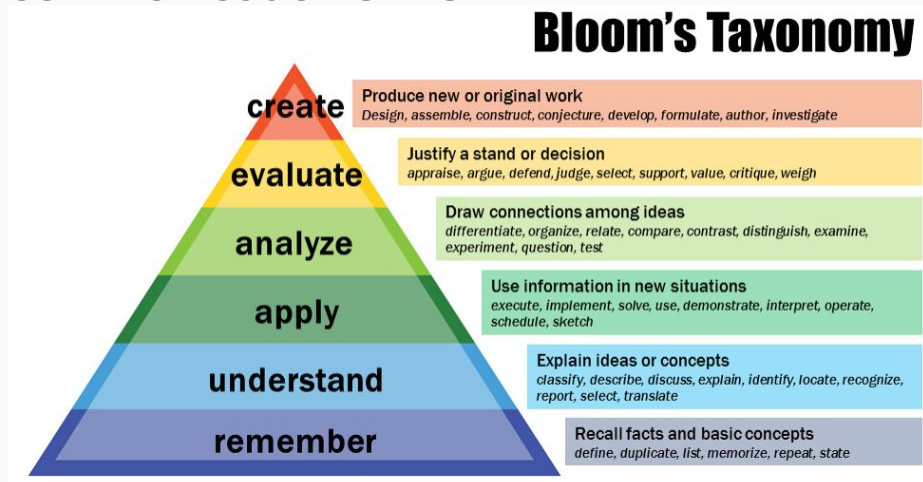 Bloom's Taxonomy
create
Produce new or original work
Design, assemble, construct, conjecture, develop, formulate, author, investigate
evaluate
Justify a stand or decision
appraise, argue, defend, judge, select, support, value, critique, weigh
analyze
Draw connections among ideas
differentiate, organize, relate, compare, contrast, distinguish, examine,
experiment, question, test
apply
Use information in new situations
execute, implement, solve, use, demonstrate, interpret, operate,
schedule, sketch
understand
Explain ideas or concepts
classify, describe, discuss, explain, identify, locate, recognize,
report, select, translate
remember
Recall facts and basic concepts
define, duplicate, list, memorize, repeat, state